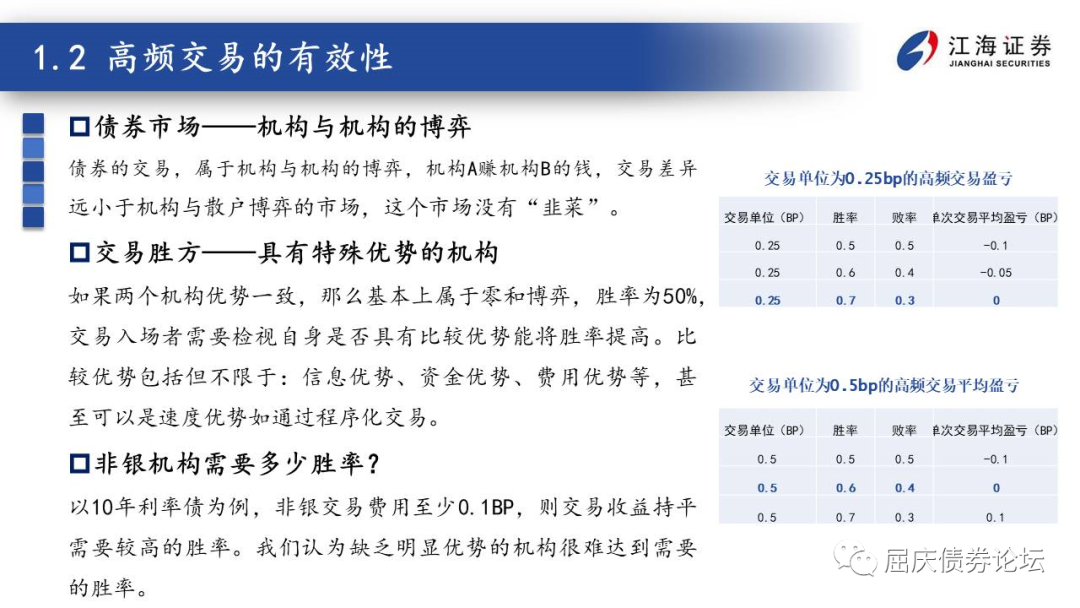 1.2 高频交易的有效性
江海证券
JIANGHAI SECURITIES
债券市场——机构与机构的博弈
债券的交易，属于机构与机构的博弈，机构A赚机构B的钱，交易差异
远小于机构与散户博弈的市场，这个市场没有“韭菜”。
交易胜方——具有特殊优势的机构
如果两个机构优势一致，那么基本上属于零和博弈，胜率为50%，
交易入场者需要检视自身是否具有比较优势能将胜率提高。比
较优势包括但不限于：信息优势、资金优势、费用优势等，甚
至可以是速度优势如通过程序化交易。
非银机构需要多少胜率？
以10年利率债为例，非银交易费用至少0.1BP，则交易收益持平
需要较高的胜率。我们认为缺乏明显优势的机构很难达到需要
的胜率。
交易单位为0.25bp的高频交易盈亏
交易单位（BP） 胜率 败率 单次交易平均盈亏（BP）
0.25 0.5 0.5 -0.1
0.25 0.6 0.4 -0.05
0.25 0.7 0.3 0
交易单位为0.5bp的高频交易平均盈亏
交易单位（BP） 胜率 败率 单次交易平均盈亏（BP）
0.5 0.5 0.5 -0.1
0.5 0.6 0.4 0
0.5 0.7 0.3 0.1
屈庆债券论坛